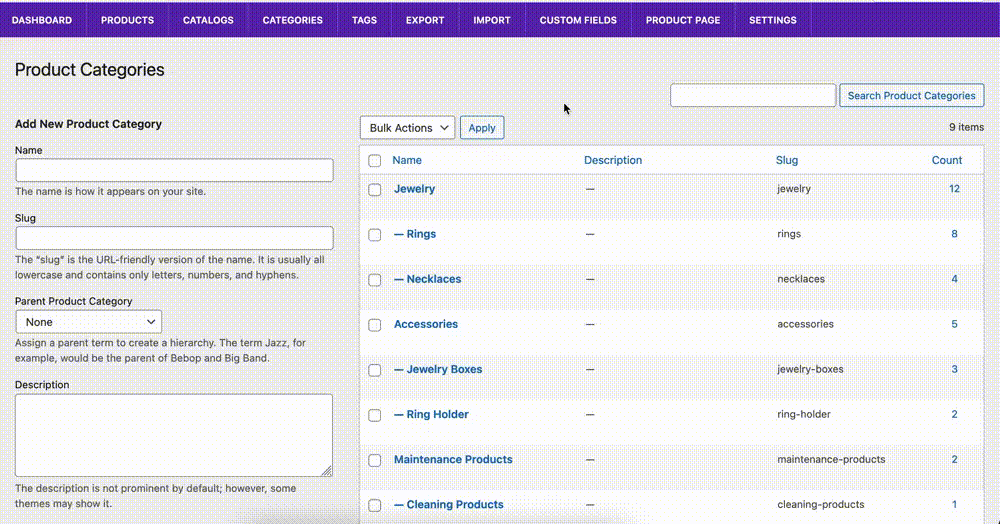 DASHBOARD PRODUCTS CATALOGS CATEGORIES TAGS EXPORT IMPORT CUSTOM FIELDS PRODUCT PAGE SETTINGS
Product Categories
Search Product Categories
Add New Product Category
Name
The name is how it appears on your site.
Slug
The “slug” is the URL-friendly version of the name. It is usually all
lowercase and contains only letters, numbers, and hyphens.
Parent Product Category
None
Assign a parent term to create a hierarchy. The term Jazz, for
example, would be the parent of Bebop and Big Band.
Description
The description is not prominent by default; however, some
themes may show it.
Bulk Actions Apply 9 items
Name Description Slug Count
Jewelry — jewelry 12
— Rings — rings 8
— Necklaces — necklaces 4
Accessories — accessories 5
— Jewelry Boxes — jewelry-boxes 3
— Ring Holder — ring-holder 2
Maintenance Products — maintenance-products 2
— Cleaning Products — cleaning-products 1